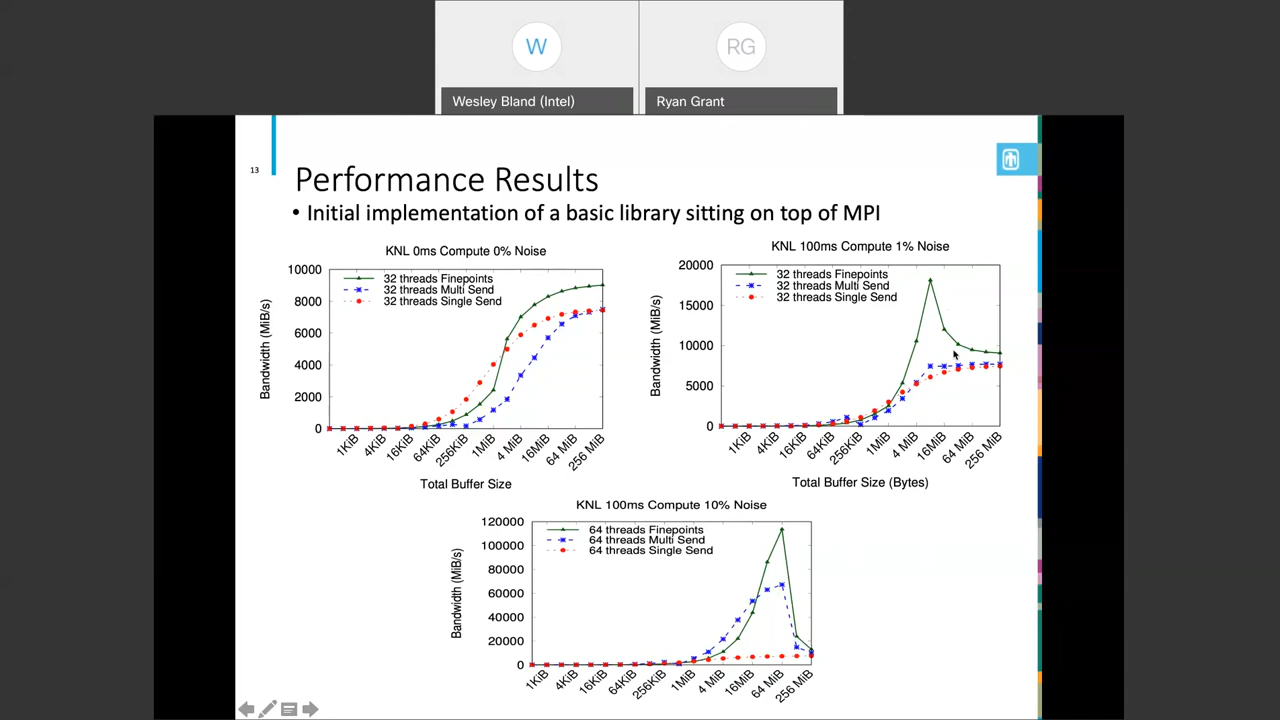 W
RG
Wesley Bland (Intel)
Ryan Grant
13
Performance Results
• Initial implementation of a basic library sitting on top of MPI
KNL 0ms Compute 0% Noise
32 threads Finepoints
32 threads Multi Send
32 threads Single Send
Bandwidth (MiB/s)
10000
8000
6000
4000
2000
0
1KiB
4KiB
16KiB
64KiB
256KiB
1MiB
4 MiB
16MiB
64 MiB
256 MiB
Total Buffer Size
KNL 100ms Compute 1% Noise
32 threads Finepoints
32 threads Multi Send
32 threads Single Send
Bandwidth (MiB/s)
20000
15000
10000
5000
0
1KiB
4KiB
16KiB
64KiB
256KiB
1MiB
4 MiB
16MiB
64 MiB
256 MiB
Total Buffer Size (Bytes)
KNL 100ms Compute 10% Noise
64 threads Finepoints
64 threads Multi Send
64 threads Single Send
Bandwidth (MiB/s)
120000
100000
80000
60000
40000
20000
0
1KiB
4KiB
16KiB
64KiB
256KiB
1MiB
4 MiB
16MiB
64 MiB
256 MiB